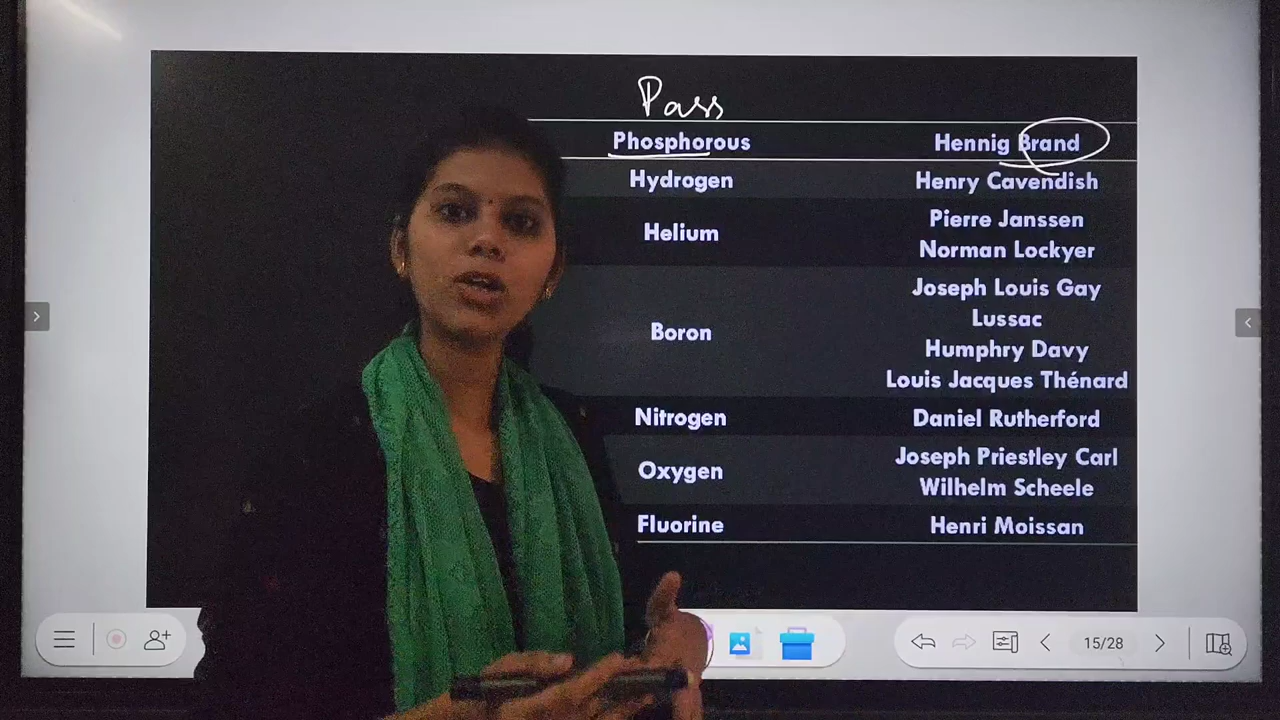 Pass
Phosphorous Hennig Brand
Hydrogen Henry Cavendish
Helium Pierre Janssen
Norman Lockyer
Boron Joseph Louis Gay
Lussac
Humphry Davy
Louis Jacques Thénard
Nitrogen Daniel Rutherford
Oxygen Joseph Priestley Carl
Wilhelm Scheele
Fluorine Henri Moissan
15/28